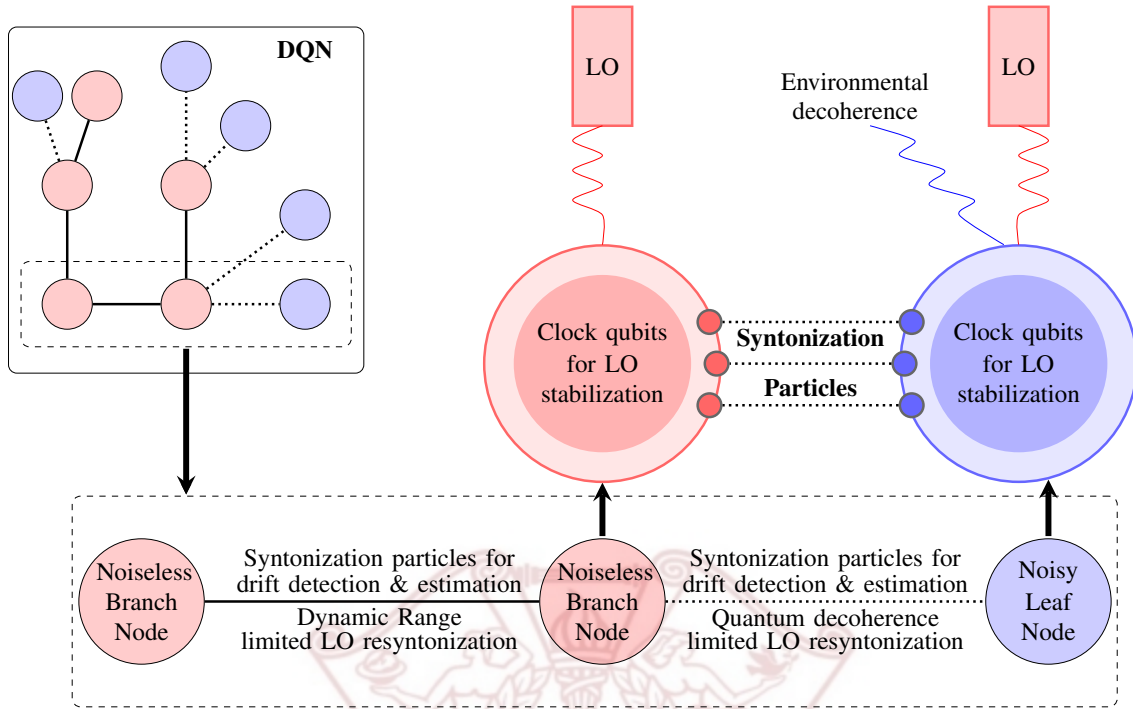 DQN
LO
LO
Environmental
decoherence
Clock qubits
for LO
stabilization
Syntonization
Particles
Clock qubits
for LO
stabilization
Noiseless
Branch
Node
Syntonization particles for
drift detection & estimation
Dynamic Range
limited LO resyntonization
Noiseless
Branch
Node
Syntonization particles for
drift detection & estimation
Quantum decoherence
limited LO resyntonization
Noisy
Leaf
Node